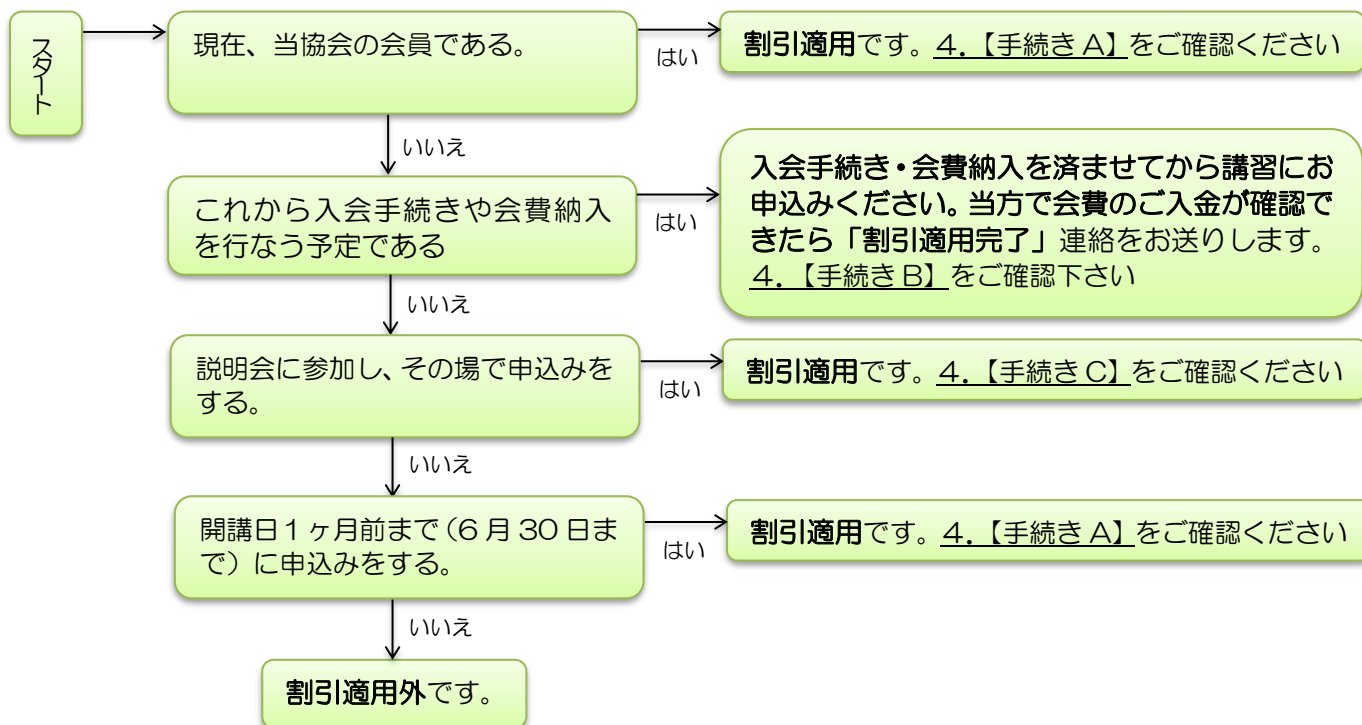 スタート
現在、当協会の会員である。
はい
割引適用です。４．【手続きＡ】をご確認ください
いいえ
これから入会手続きや会費納入
を行なう予定である
はい
入会手続き・会費納入を済ませてから講習にお
申込みください。当方で会費のご入金が確認で
きたら「割引適用完了」連絡をお送りします。
４．【手続きＢ】をご確認下さい
いいえ
説明会に参加し、その場で申込みを
する。
はい
割引適用です。４．【手続きＣ】をご確認ください
いいえ
開講日１ヶ月前まで（６月30日ま
で）に申込みをする。
はい
割引適用です。４．【手続きＡ】をご確認ください
いいえ
割引適用外です。